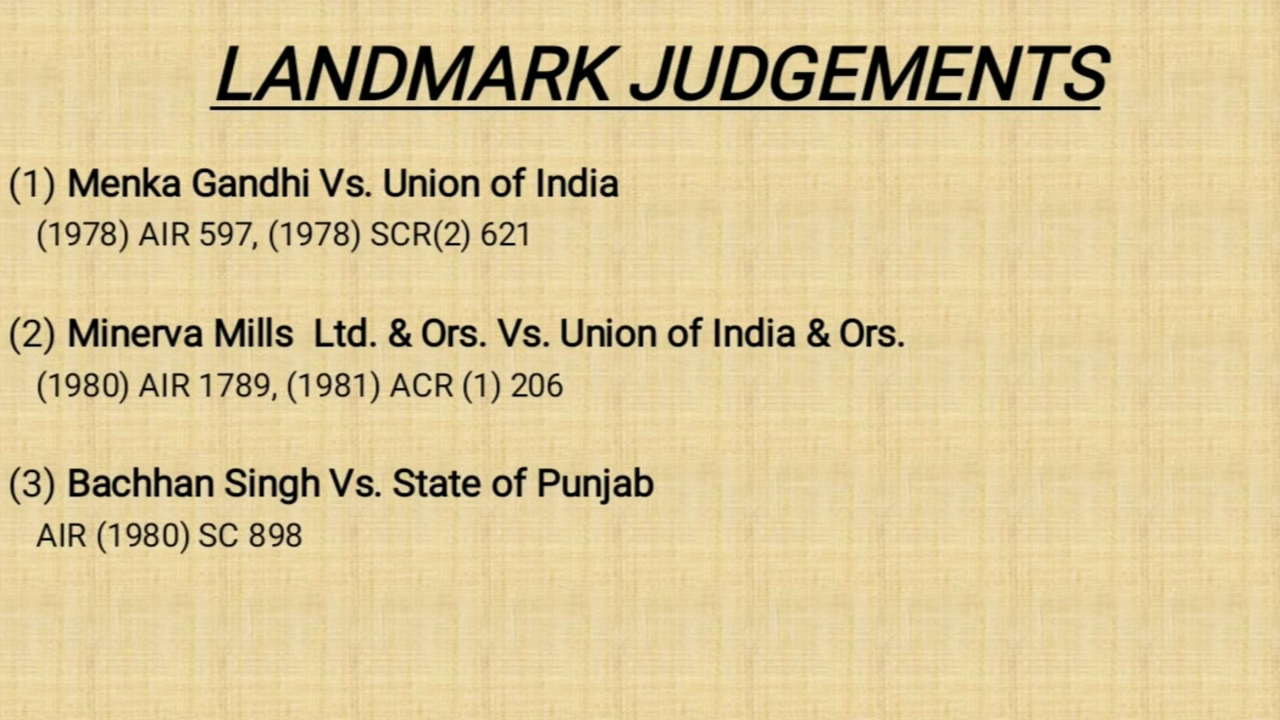 LANDMARK JUDGEMENTS
(1) Menka Gandhi Vs. Union of India
(1978) AIR 597, (1978) SCR(2) 621
(2) Minerva Mills Ltd. & Ors. Vs. Union of India & Ors.
(1980) AIR 1789, (1981) ACR (1) 206
(3) Bachhan Singh Vs. State of Punjab
AIR (1980) SC 898